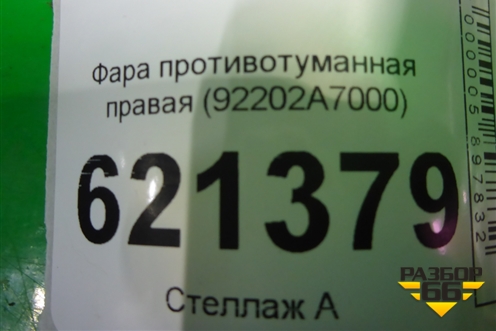 Фара противотуманная
правая (92202A7000)
621379
Стеллаж А
РАЗБОР
66